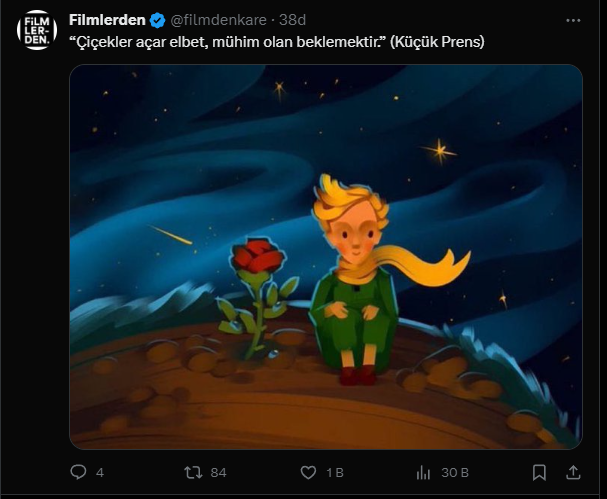 FİLM
LER-
DEN.
Filmlerden @filmdenkare · 38d
“Çiçekler açar elbet, mühim olan beklemektir.” (Küçük Prens)
4 84 1 B 30 B